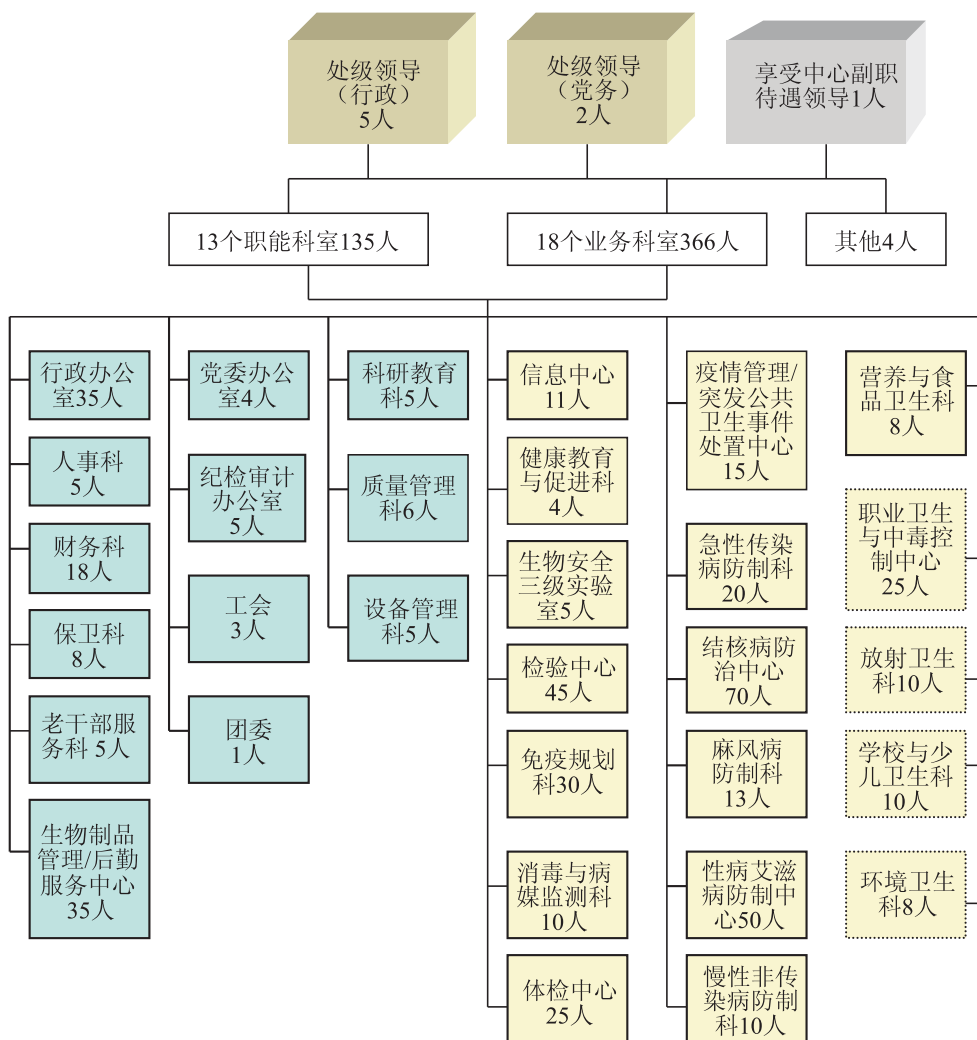 处级领导
（行政）
5人
处级领导
（党务）
2人
享受中心副职
待遇领导1人
13个职能科室135人
18个业务科室366人
其他4人
行政办公
室35人
人事科
5人
财务科
18人
保卫科
8人
老干部服
务科 5人
生物制品
管理/后勤
服务中心
35人
党委办公
室4人
纪检审计
办公室
5人
工会
3人
团委
1人
科研教育
科5人
质量管理
科6人
设备管理
科5人
信息中心
11人
健康教育
与促进科
4人
生物安全
三级实验
室5人
检验中心
45人
免疫规划
科30人
消毒与病
媒监测科
10人
体检中心
25人
疫情管理/
突发公共
卫生事件
处置中心
15人
急性传染
病防制科
20人
结核病防
治中心
70人
麻风病
防制科
13人
性病艾滋
病防制中
心50人
慢性非传
染病防制
科10人
营养与食
品卫生科
8人
职业卫生
与中毒控
制中心
25人
放射卫生
科10人
学校与少
儿卫生科
10人
环境卫生
科8人